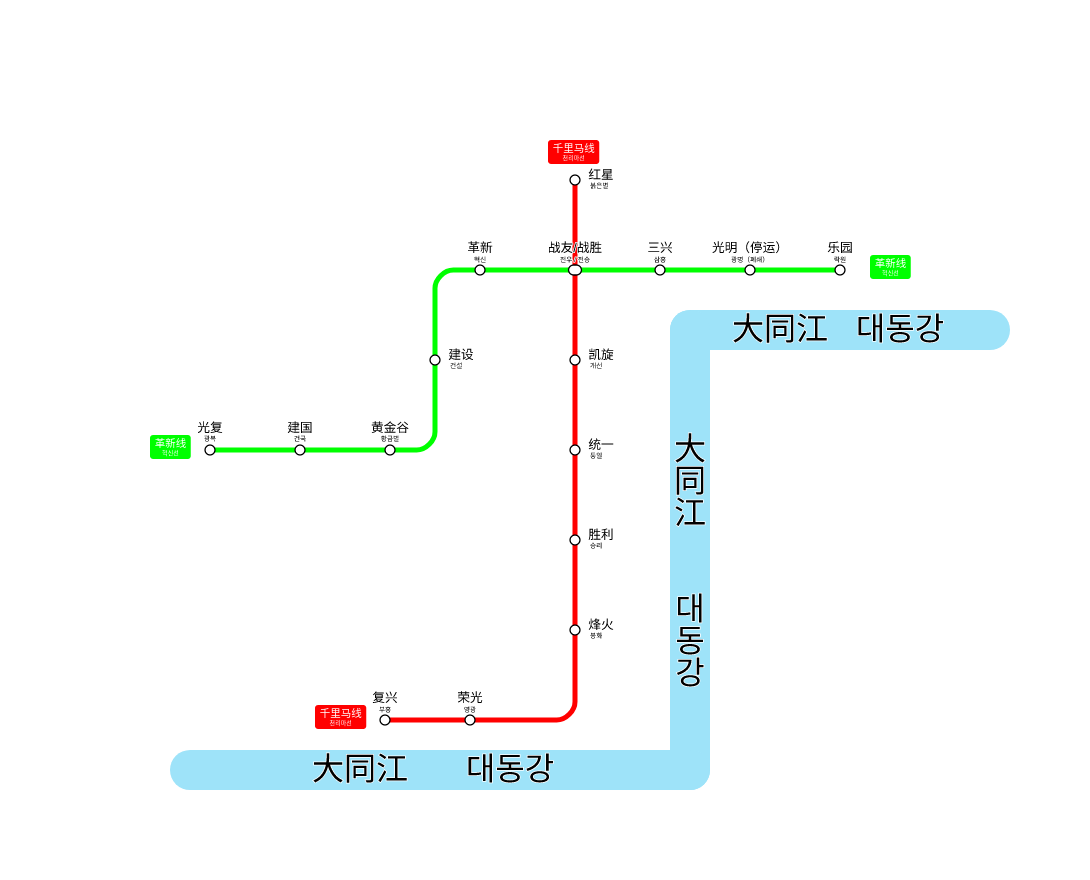 千里马线
천리마선
红星
붉은별
革新
혁신
战友/战胜
전우/전승
三兴
삼흥
光明（停运）
광명（폐쇄）
乐园
락원
革新线
혁신선
大同江 대동강
建设
건설
凯旋
개선
光复
광복
建国
건국
黄金谷
황금벌
革新线
혁신선
统一
통일
大同江 대동강
胜利
승리
烽火
봉화
复兴
부흥
荣光
영광
千里马线
천리마선
大同江 대동강